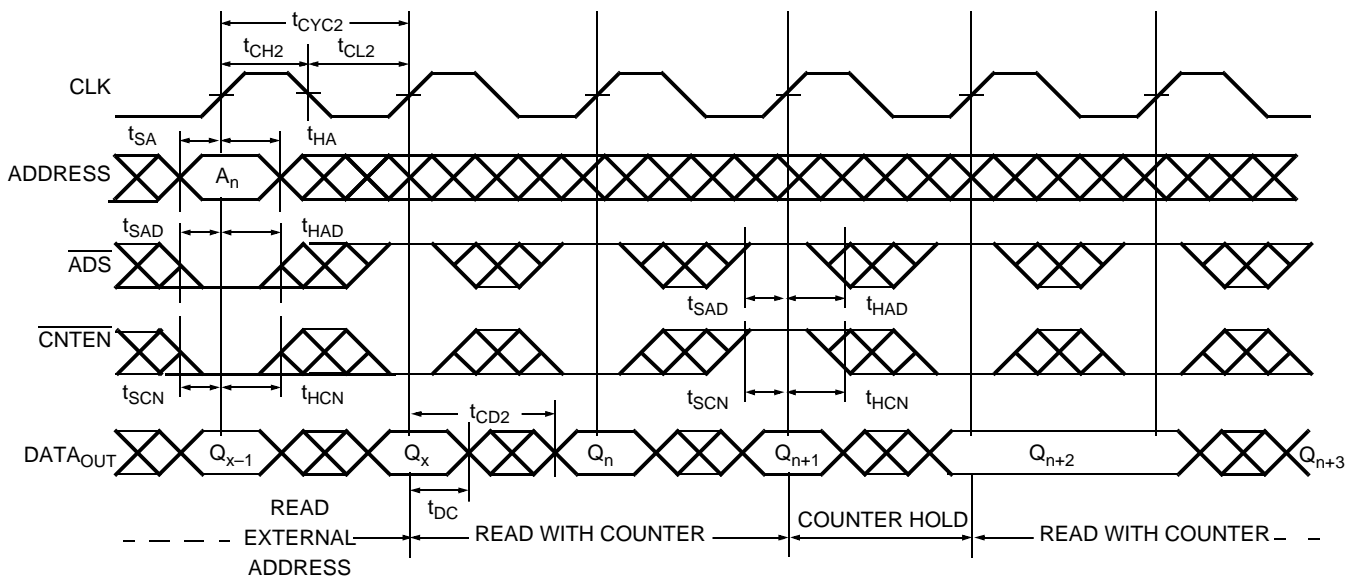 tCYC2
tCH2 tCL2
CLK
tSA tHA
ADDRESS An
tSAD tHAD
ADS
tSAD tHAD
CNTEN
tSCN tHCN tSCN tHCN
tCD2
DATAOUT Qx–1 Qx Qn Qn+1 Qn+2 Qn+3
tDC
READ
EXTERNAL
ADDRESS
READ WITH COUNTER
COUNTER HOLD
READ WITH COUNTER